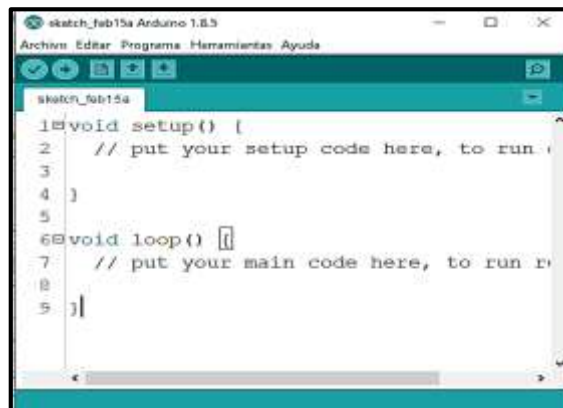 sketch_feb15a Arduino 1.8.5
Archivo Editar Programa Herramientas Ayuda
sketch_feb15a
1 void setup() {
2 // put your setup code here, to run
3
4 }
5
6 void loop() {
7 // put your main code here, to run
8
9 }